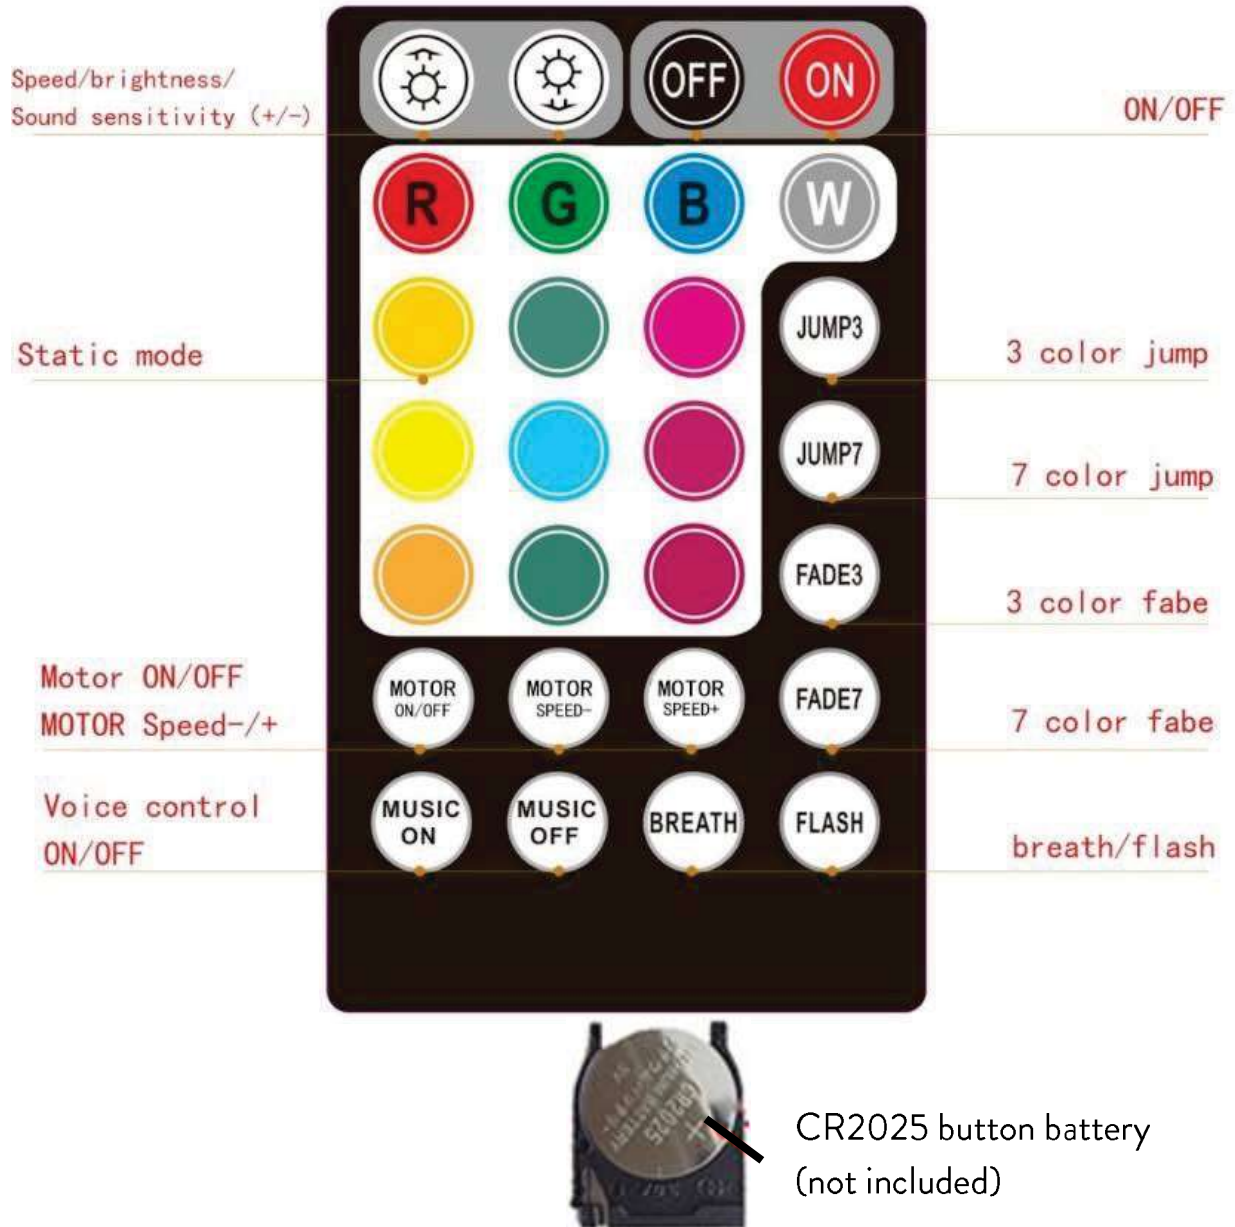 Speed/brightness/
Sound sensitivity (+/-)
OFF
ON
ON/OFF
R
G
B
W
Static mode
JUMP3
3 color jump
JUMP7
7 color jump
FADE3
3 color fabe
Motor ON/OFF
MOTOR Speed-/+
MOTOR
ON/OFF
MOTOR
SPEED-
MOTOR
SPEED+
FADE7
7 color fabe
Voice control
ON/OFF
MUSIC
ON
MUSIC
OFF
BREATH
FLASH
breath/flash
CR2025
CR2025 button battery
(not included)